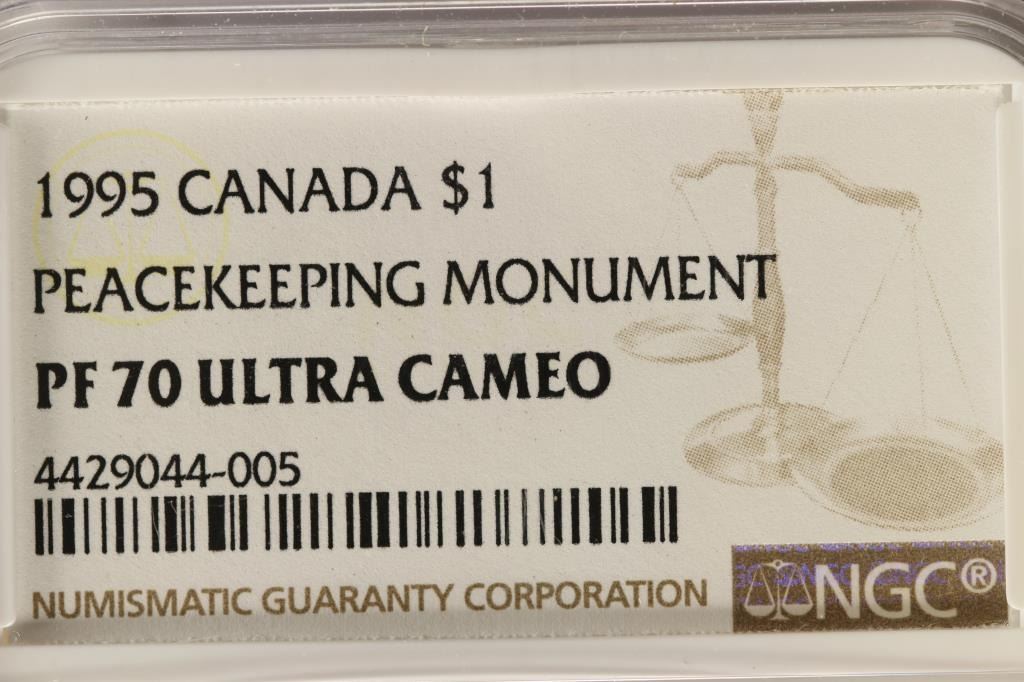 1995 CANADA $1
PEACEKEEPING MONUMENT
PF 70 ULTRA CAMEO
4429044-005
NUMISMATIC GUARANTY CORPORATION
NGC®